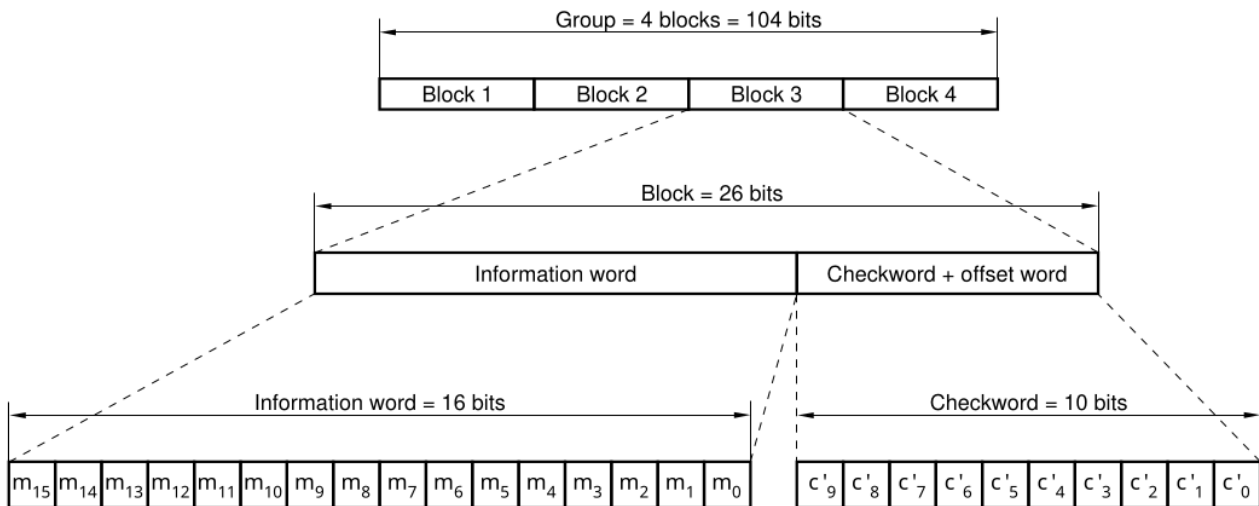 Group = 4 blocks = 104 bits
Block 1 Block 2 Block 3 Block 4
Block = 26 bits
Information word Checkword + offset word
Information word = 16 bits Checkword = 10 bits
m₁₅ m₁₄ m₁₃ m₁₂ m₁₁ m₁₀ m₉ m₈ m₇ m₆ m₅ m₄ m₃ m₂ m₁ m₀ c'₉ c'₈ c'₇ c'₆ c'₅ c'₄ c'₃ c'₂ c'₁ c'₀